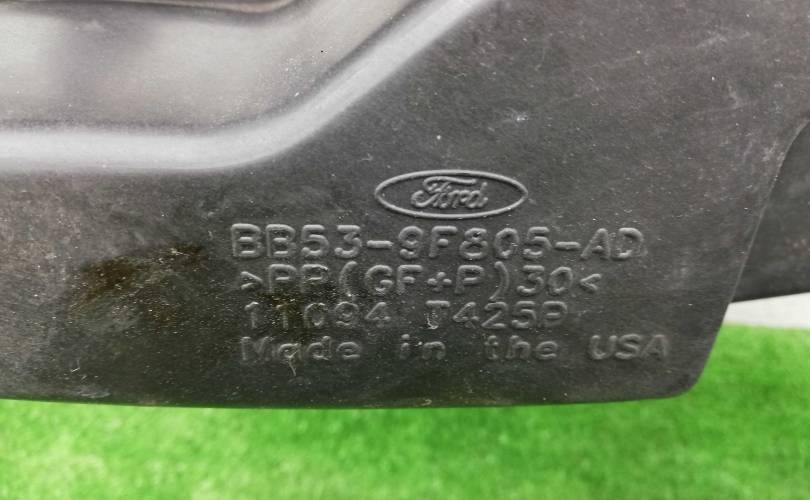 Ford
BB53-9F805-AD
>PP(GF+P)30<
11094 T425P
Made in the USA